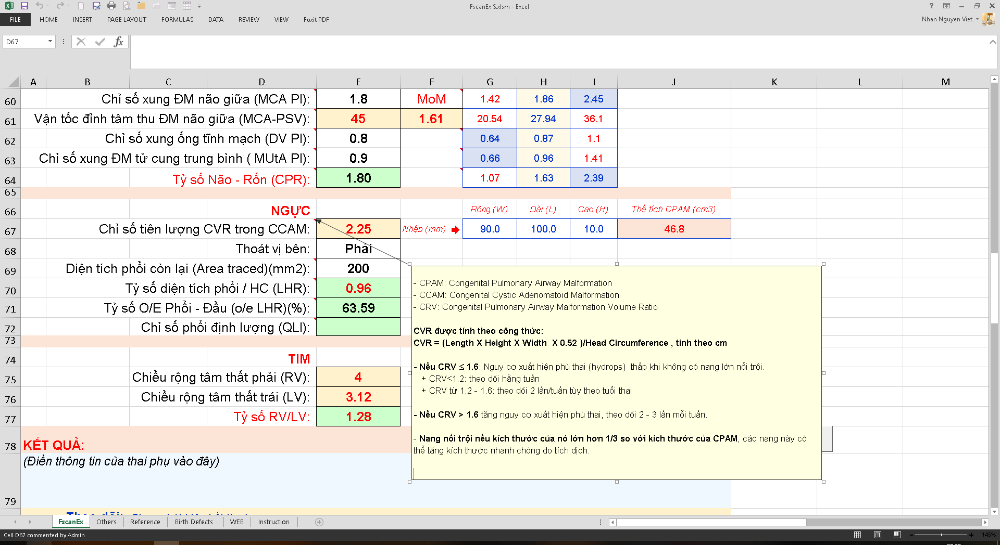 FscanEx S.xlsm - Excel
FILE HOME INSERT PAGE LAYOUT FORMULAS DATA REVIEW VIEW Foxit PDF
Nhan Nguyen Viet
D67
fx
A B C D E F G H I J K L M
60 Chỉ số xung ĐM não giữa (MCA PI): 1.8 MoM 1.42 1.86 2.45
61 Vận tốc đỉnh tâm thu ĐM não giữa (MCA-PSV): 45 1.61 20.54 27.94 36.1
62 Chỉ số xung ống tĩnh mạch (DV PI): 0.8 0.64 0.87 1.1
63 Chỉ số xung ĐM tử cung trung bình ( MUtA PI): 0.9 0.66 0.96 1.41
64 Tỷ số Não - Rốn (CPR): 1.80 1.07 1.63 2.39
65
66 NGỰC Rộng (W) Dài (L) Cao (H) Thể tích CPAM (cm3)
67 Chỉ số tiên lượng CVR trong CCAM: 2.25 Nhập (mm) 90.0 100.0 10.0 46.8
68 Thoát vị bên: Phải
69 Diện tích phổi còn lại (Area traced)(mm2): 200
70 Tỷ số diện tích phổi / HC (LHR): 0.96
71 Tỷ số O/E Phổi - Đầu (o/e LHR)(%): 63.59
72 Chỉ số phổi định lượng (QLI):
73
74 TIM
75 Chiều rộng tâm thất phải (RV): 4
76 Chiều rộng tâm thất trái (LV): 3.12
77 Tỷ số RV/LV: 1.28
78 KẾT QUẢ:
(Điền thông tin của thai phụ vào đây)
79
- CPAM: Congenital Pulmonary Airway Malformation
- CCAM: Congenital Cystic Adenomatoid Malformation
- CRV: Congenital Pulmonary Airway Malformation Volume Ratio
CVR được tính theo công thức:
CVR = (Length X Height X Width X 0.52 )/Head Circumference , tính theo cm
- Nếu CRV ≤ 1.6: Nguy cơ xuất hiện phù thai (hydrops) thấp khi không có nang lớn nổi trội.
+ CRV<1.2: theo dõi hằng tuần
+ CRV từ 1.2 - 1.6: theo dõi 2 lần/tuần tùy theo tuổi thai
- Nếu CRV > 1.6 tăng nguy cơ xuất hiện phù thai, theo dõi 2 - 3 lần mỗi tuần.
- Nang nổi trội nếu kích thước của nó lớn hơn 1/3 so với kích thước của CPAM, các nang này có
thể tăng kích thước nhanh chóng do tích dịch.
FscanEx Others Reference Birth Defects WEB Instruction
Cell D67 commented by Admin
145%